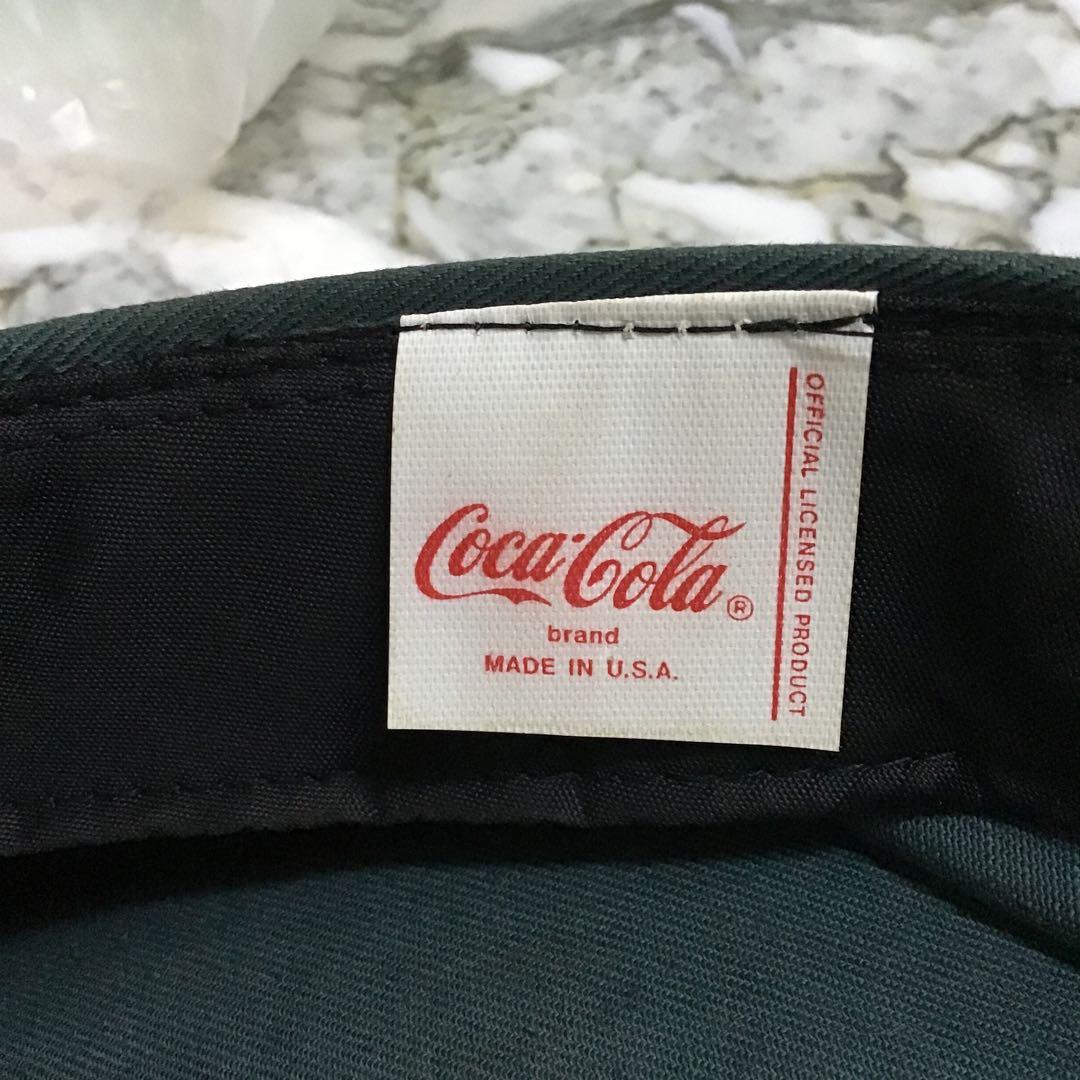 Coca-Cola®
brand
MADE IN U.S.A.
OFFICIAL LICENSED PRODUCT